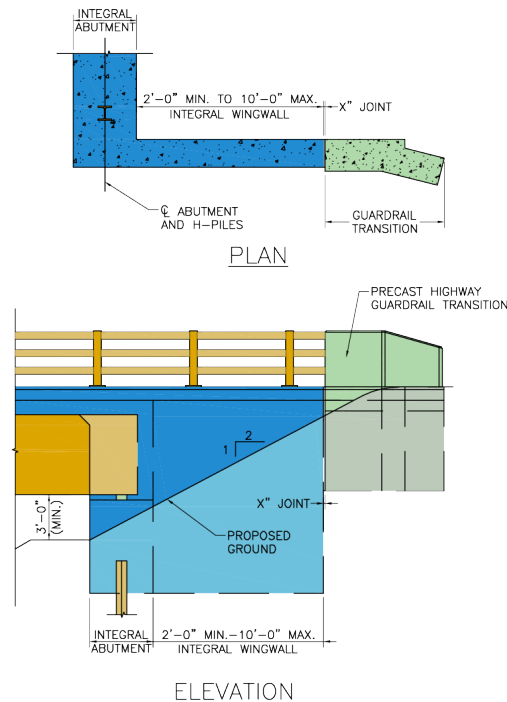 INTEGRAL
ABUTMENT
2'-0" MIN. TO 10'-0" MAX.
INTEGRAL WINGWALL
X" JOINT
℄ ABUTMENT
AND H-PILES
GUARDRAIL
TRANSITION
PLAN
PRECAST HIGHWAY
GUARDRAIL TRANSITION
2
1
X" JOINT
3'-0"
(MIN.)
PROPOSED
GROUND
INTEGRAL
ABUTMENT
2'-0" MIN.-10'-0" MAX.
INTEGRAL WINGWALL
ELEVATION